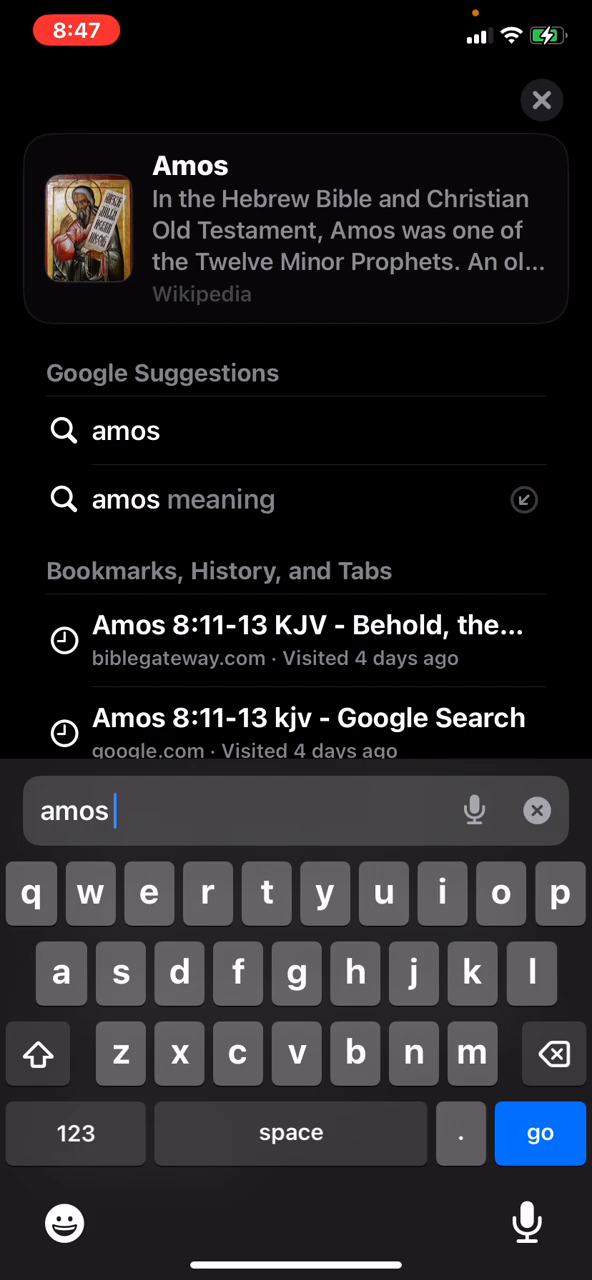 8:47
Amos
In the Hebrew Bible and Christian
Old Testament, Amos was one of
the Twelve Minor Prophets. An ol...
Wikipedia
Google Suggestions
amos
amos meaning
Bookmarks, History, and Tabs
Amos 8:11-13 KJV - Behold, the...
biblegateway.com · Visited 4 days ago
Amos 8:11-13 kjv - Google Search
google.com · Visited 4 days ago
amos
q w e r t y u i o p
a s d f g h j k l
z x c v b n m
123 space . go